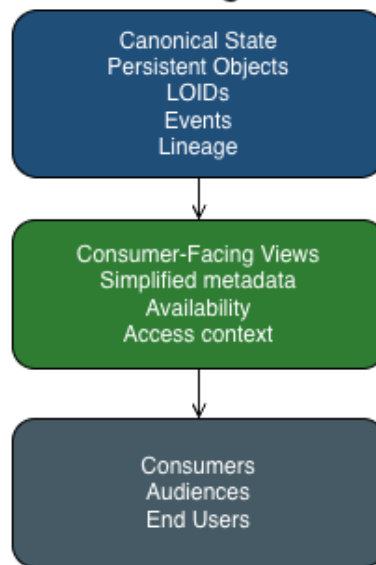 Canonical State
Persistent Objects
LOIDs
Events
Lineage
Consumer-Facing Views
Simplified metadata
Availability
Access context
Consumers
Audiences
End Users